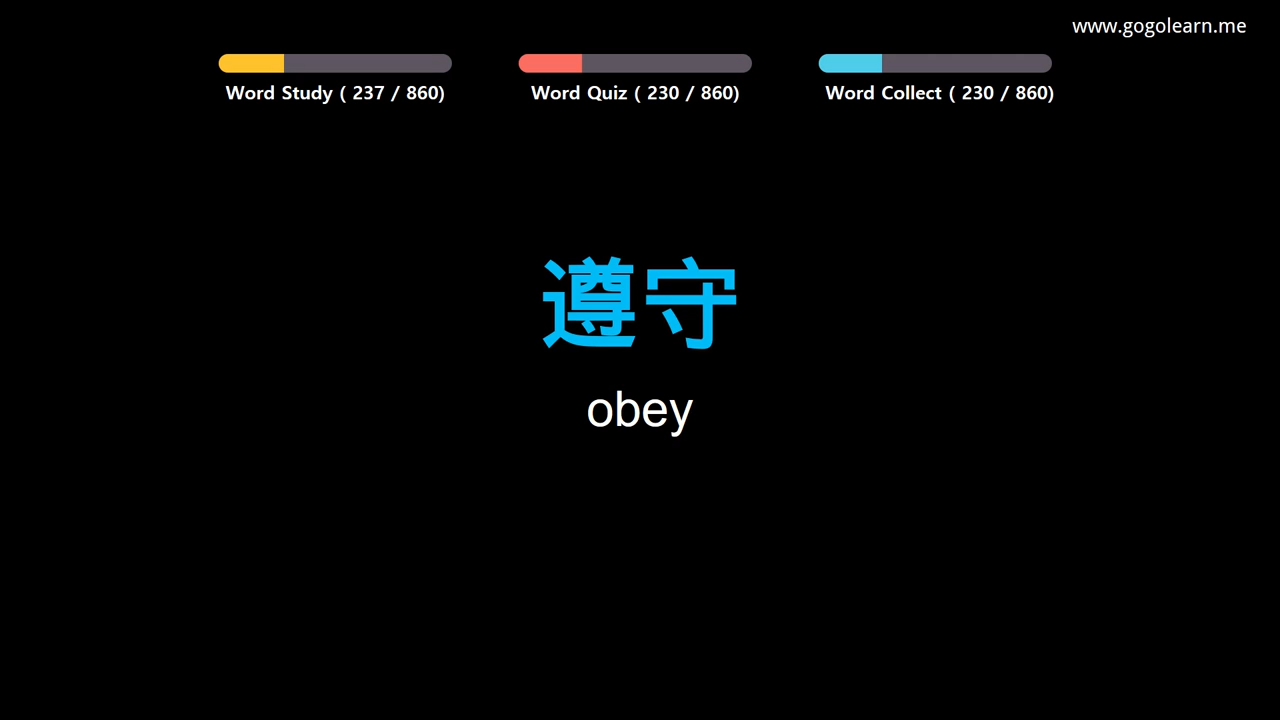 www.gogolearn.me
Word Study ( 237 / 860)
Word Quiz ( 230 / 860)
Word Collect ( 230 / 860)
遵守
obey